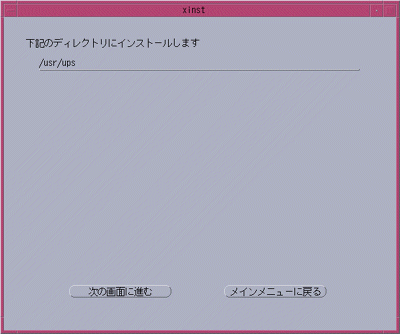 xinst
下記のディレクトリにインストールします
/usr/ups
次の画面に進む
メインメニューに戻る